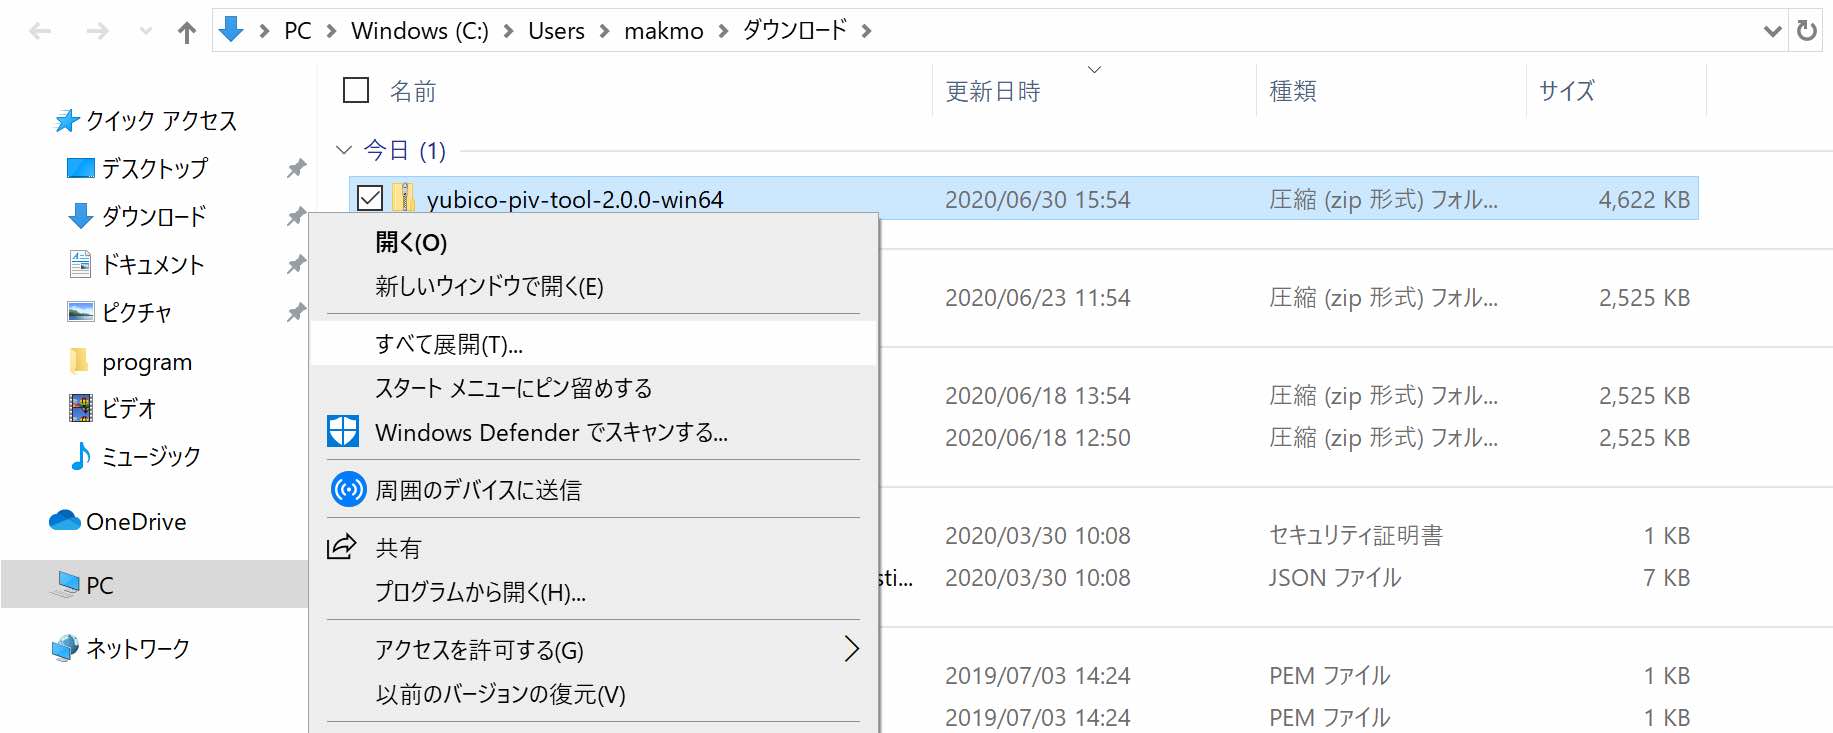 PC > Windows (C:) > Users > makmo > ダウンロード >
名前 更新日時 種類 サイズ
クイック アクセス
デスクトップ
ダウンロード
ドキュメント
ピクチャ
program
ビデオ
ミュージック
OneDrive
PC
ネットワーク
今日 (1)
yubico-piv-tool-2.0.0-win64 2020/06/30 15:54 圧縮 (zip 形式) フォル... 4,622 KB
開く(O)
新しいウィンドウで開く(E)
すべて展開(T)...
スタート メニューにピン留めする
Windows Defender でスキャンする...
周囲のデバイスに送信
共有
プログラムから開く(H)...
アクセスを許可する(G)
以前のバージョンの復元(V)
2020/06/23 11:54 圧縮 (zip 形式) フォル... 2,525 KB
2020/06/18 13:54 圧縮 (zip 形式) フォル... 2,525 KB
2020/06/18 12:50 圧縮 (zip 形式) フォル... 2,525 KB
2020/03/30 10:08 セキュリティ証明書 1 KB
sti... 2020/03/30 10:08 JSON ファイル 7 KB
2019/07/03 14:24 PEM ファイル 1 KB
2019/07/03 14:24 PEM ファイル 1 KB